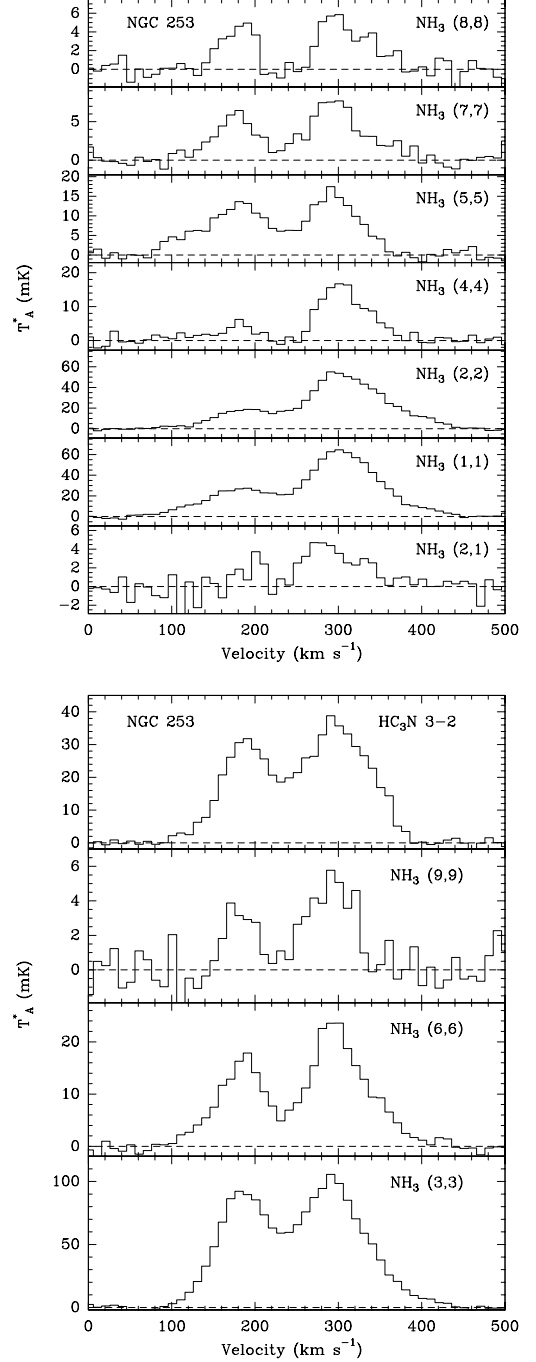 NGC 253 NH3 (8,8)
6
4
2
0
NH3 (7,7)
5
0
NH3 (5,5)
20
15
10
5
0
NH3 (4,4)
20
10
0
T*A (mK)
NH3 (2,2)
60
40
20
0
NH3 (1,1)
60
40
20
0
NH3 (2,1)
6
4
2
0
−2
0 100 200 300 400 500
Velocity (km s−1)
NGC 253 HC3N 3−2
40
30
20
10
0
NH3 (9,9)
6
4
2
0
T*A (mK)
NH3 (6,6)
20
10
0
NH3 (3,3)
100
50
0
0 100 200 300 400 500
Velocity (km s−1)